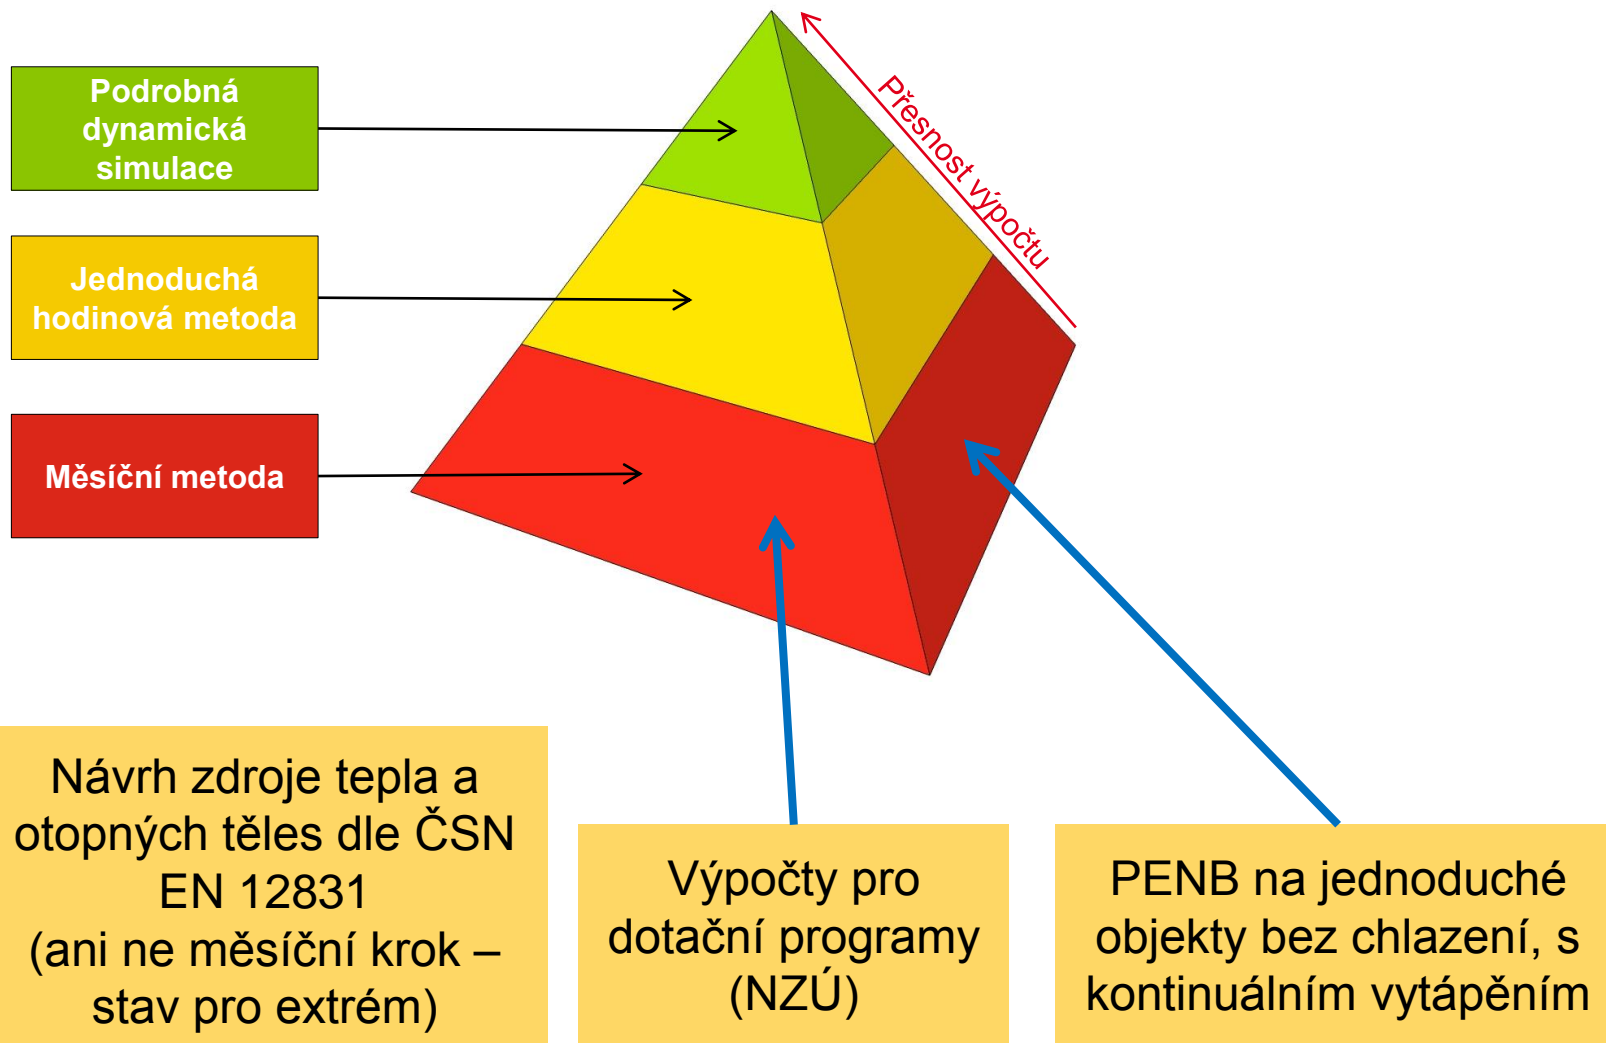 Podrobná
dynamická
simulace
Přesnost výpočtu
Jednoduchá
hodinová metoda
Měsíční metoda
Návrh zdroje tepla a
otopných těles dle ČSN
EN 12831
(ani ne měsíční krok –
stav pro extrém)
Výpočty pro
dotační programy
(NZÚ)
PENB na jednoduché
objekty bez chlazení, s
kontinuálním vytápěním